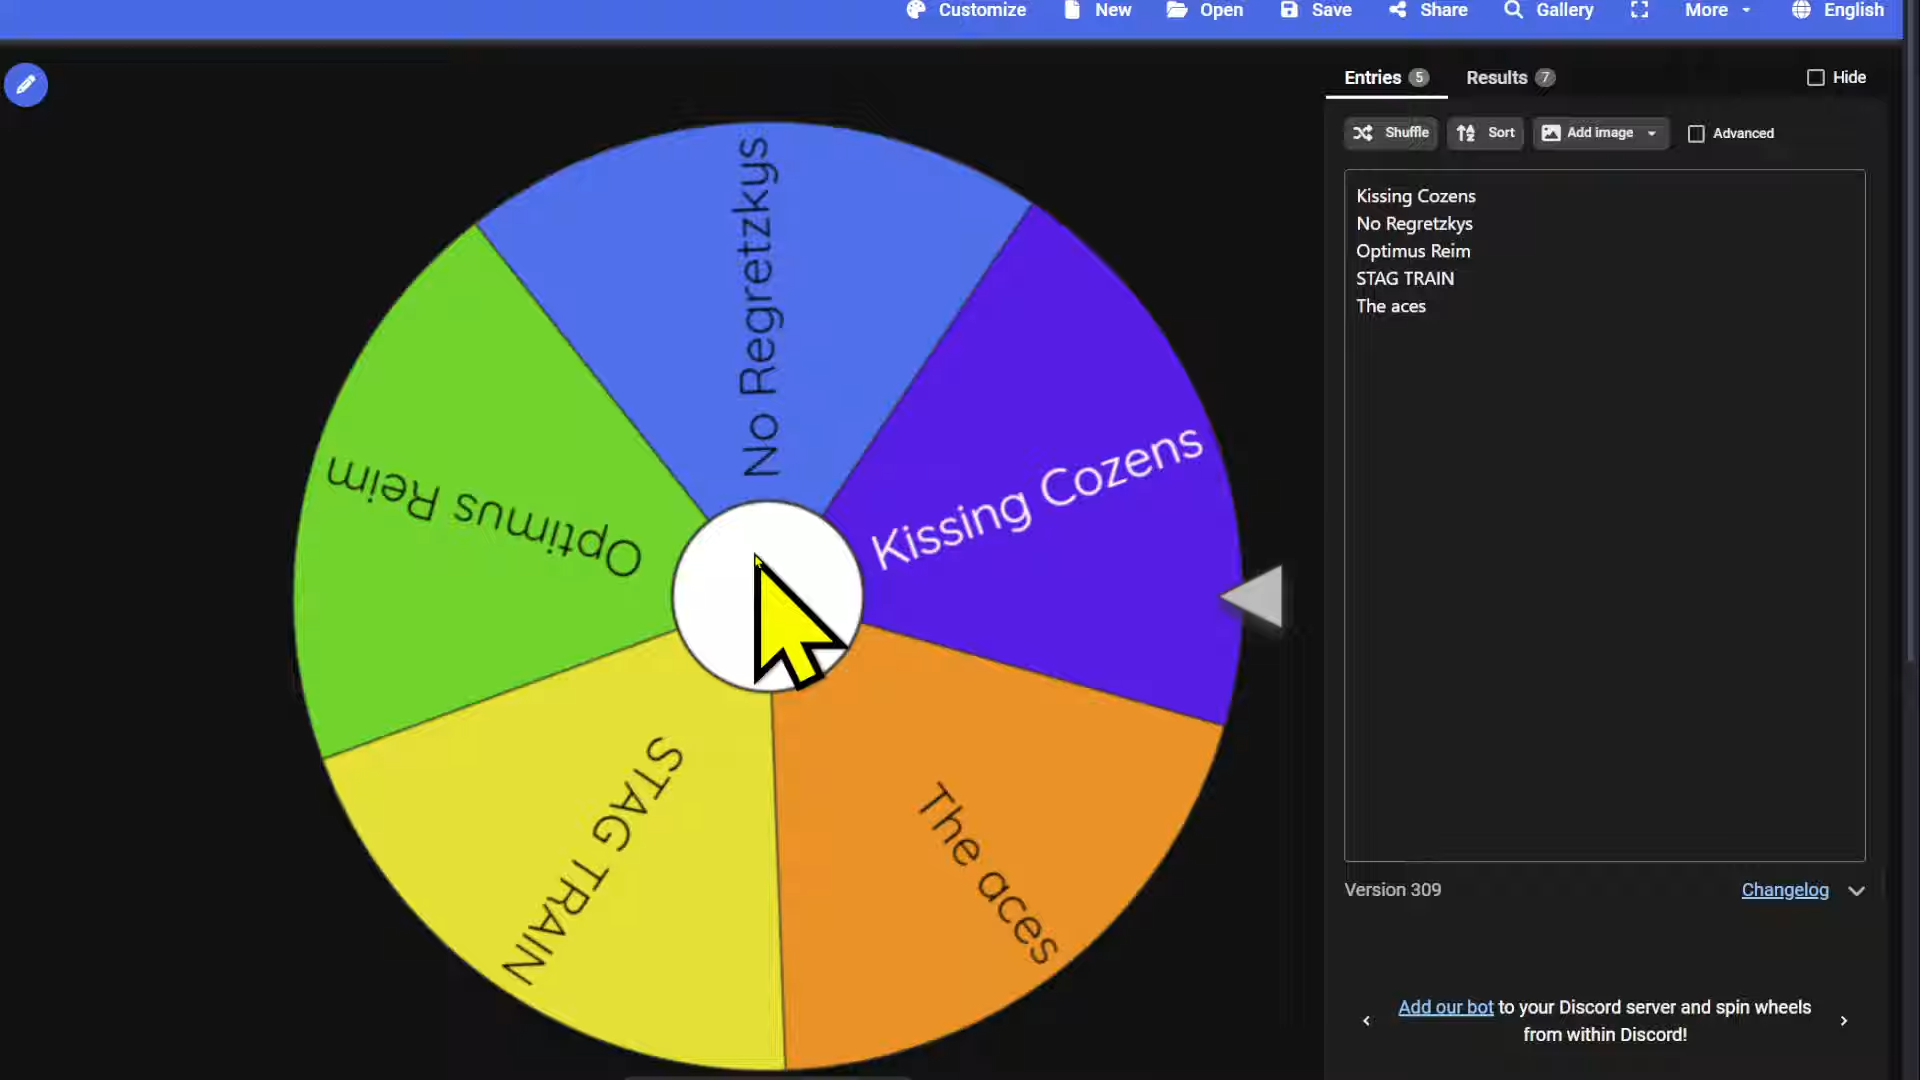 Customize New Open Save Share Gallery More English
Entries 5 Results 7 Hide
Shuffle Sort Add image Advanced
Kissing Cozens
No Regretzkys
Optimus Reim
STAG TRAIN
The aces
No Regretzkys
Kissing Cozens
Optimus Reim
STAG TRAIN
The aces
Version 309 Changelog
Add our bot to your Discord server and spin wheels
from within Discord!